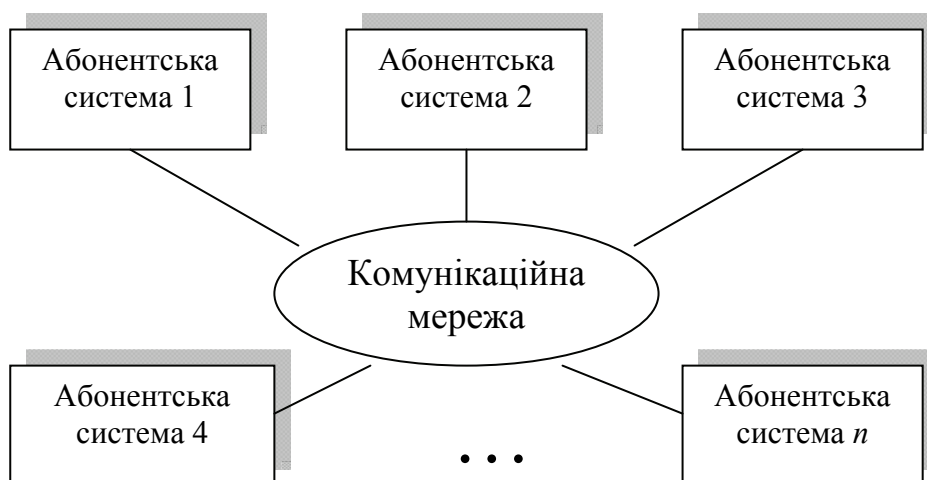 Абонентська
система 1
Абонентська
система 2
Абонентська
система 3
Комунікаційна
мережа
Абонентська
система 4
. . .
Абонентська
система n